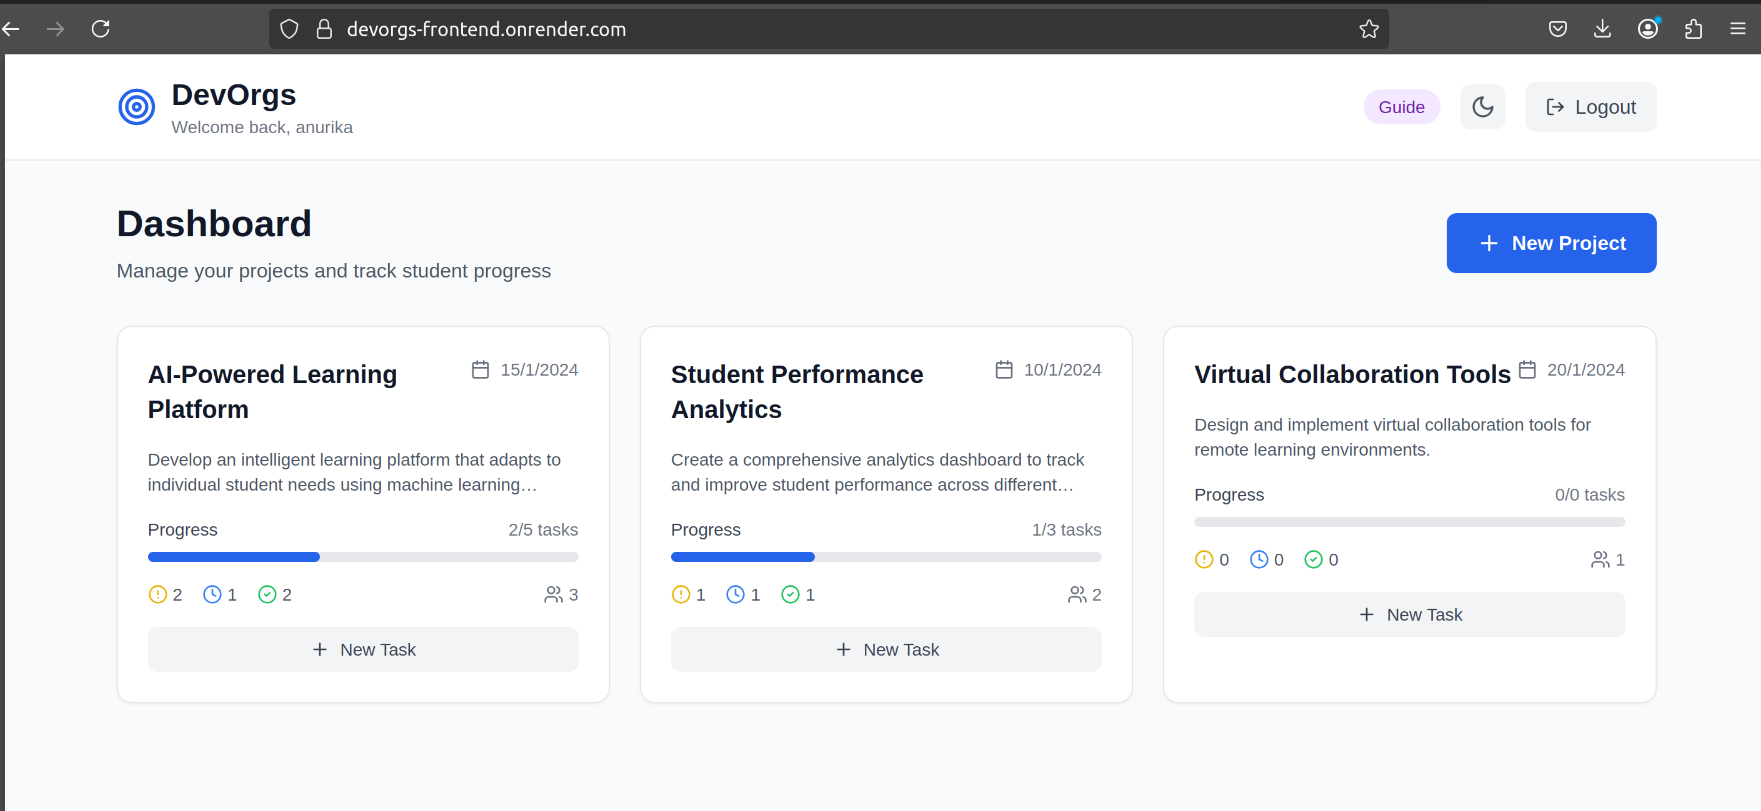 devorgs-frontend.onrender.com
DevOrgs
Welcome back, anurika
Guide
Logout
Dashboard
Manage your projects and track student progress
New Project
AI-Powered Learning
Platform
15/1/2024
Develop an intelligent learning platform that adapts to
individual student needs using machine learning…
Progress
2/5 tasks
2
1
2
3
New Task
Student Performance
Analytics
10/1/2024
Create a comprehensive analytics dashboard to track
and improve student performance across different…
Progress
1/3 tasks
1
1
1
2
New Task
Virtual Collaboration Tools
20/1/2024
Design and implement virtual collaboration tools for
remote learning environments.
Progress
0/0 tasks
0
0
0
1
New Task